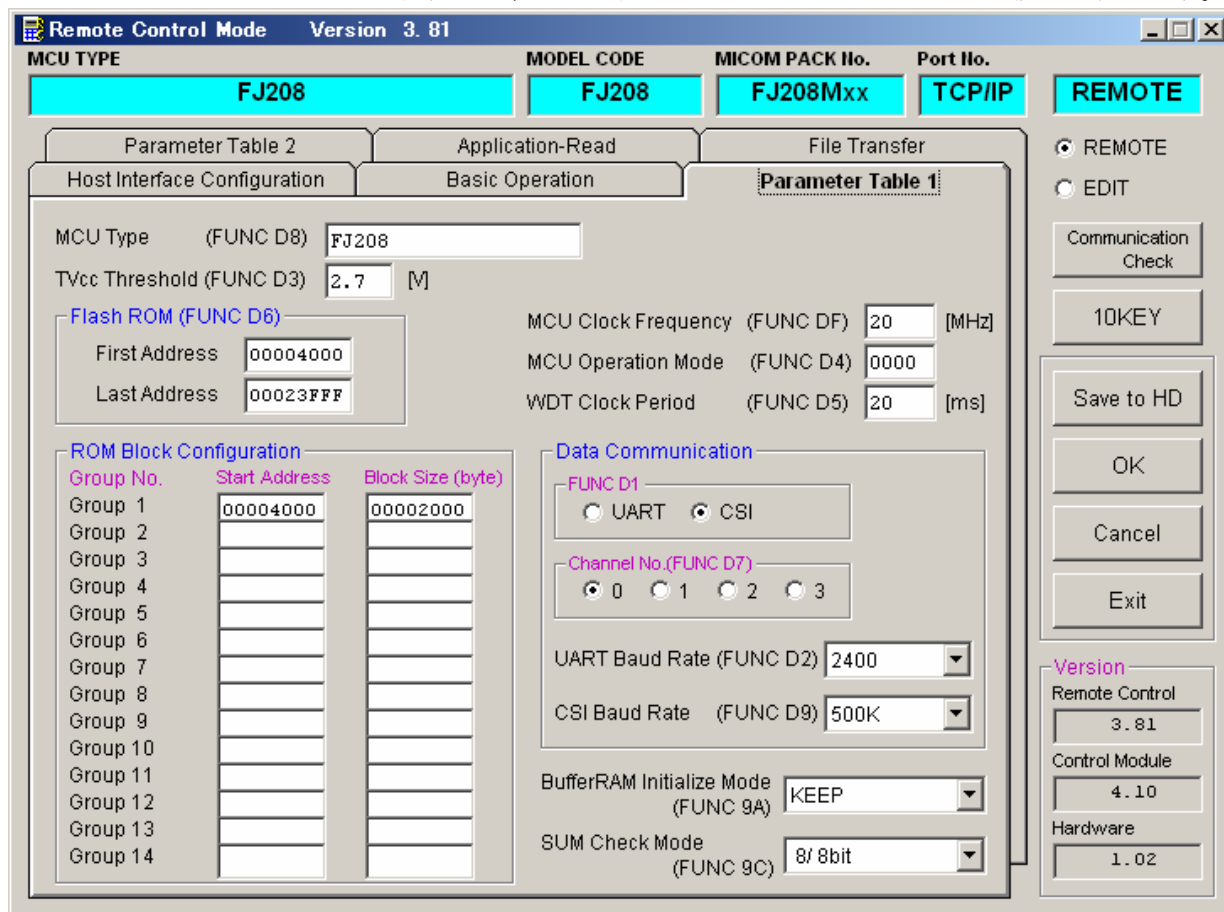 Remote Control Mode Version 3. 81
MCU TYPE MODEL CODE MICOM PACK No. Port No.
FJ208 FJ208 FJ208Mxx TCP/IP REMOTE
Parameter Table 2 Application-Read File Transfer
Host Interface Configuration Basic Operation Parameter Table 1
REMOTE
EDIT
Communication Check
10KEY
Save to HD
OK
Cancel
Exit
MCU Type (FUNC D8) FJ208
TVcc Threshold (FUNC D3) 2.7 [V]
Flash ROM (FUNC D6)
First Address 00004000
Last Address 00023FFF
MCU Clock Frequency (FUNC DF) 20 [MHz]
MCU Operation Mode (FUNC D4) 0000
WDT Clock Period (FUNC D5) 20 [ms]
ROM Block Configuration
Group No. Start Address Block Size (byte)
Group 1 00004000 00002000
Group 2
Group 3
Group 4
Group 5
Group 6
Group 7
Group 8
Group 9
Group 10
Group 11
Group 12
Group 13
Group 14
Data Communication
FUNC D1
UART CSI
Channel No.(FUNC D7)
0 1 2 3
UART Baud Rate (FUNC D2) 2400
CSI Baud Rate (FUNC D9) 500K
BufferRAM Initialize Mode
(FUNC 9A) KEEP
SUM Check Mode
(FUNC 9C) 8/ 8bit
Version
Remote Control
3.81
Control Module
4.10
Hardware
1.02